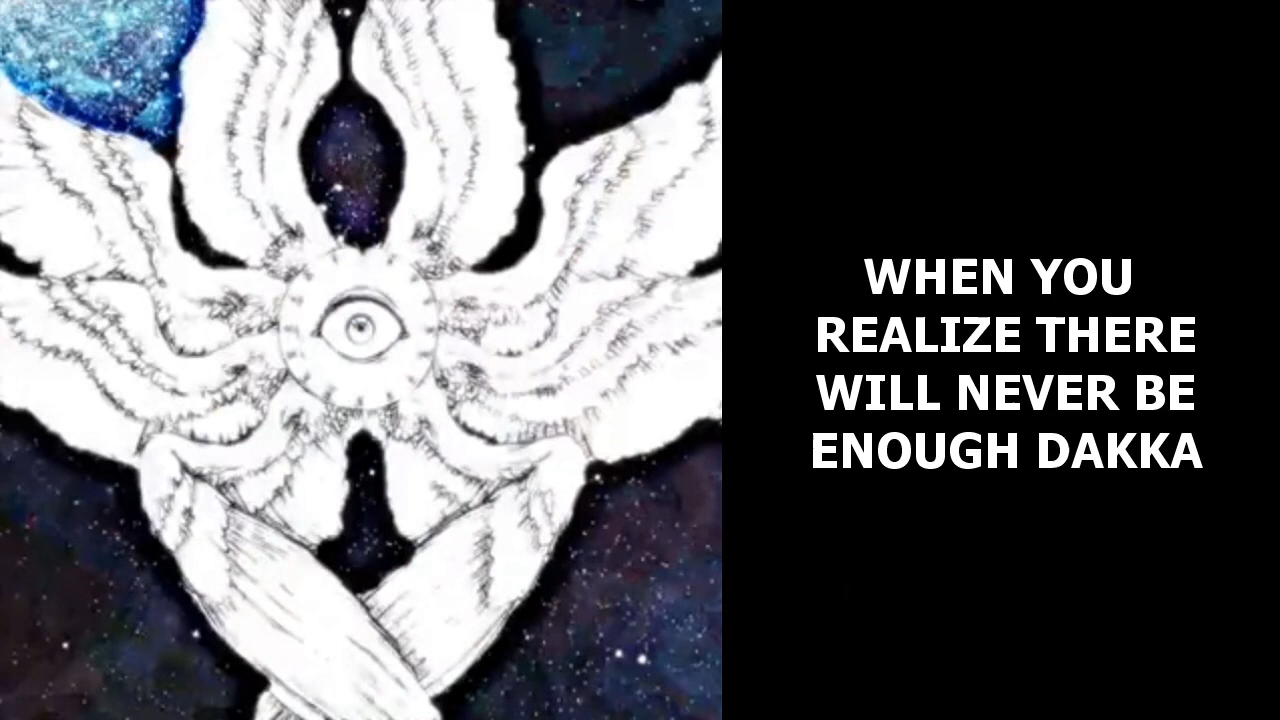 WHEN YOU
REALIZE THERE
WILL NEVER BE
ENOUGH DAKKA